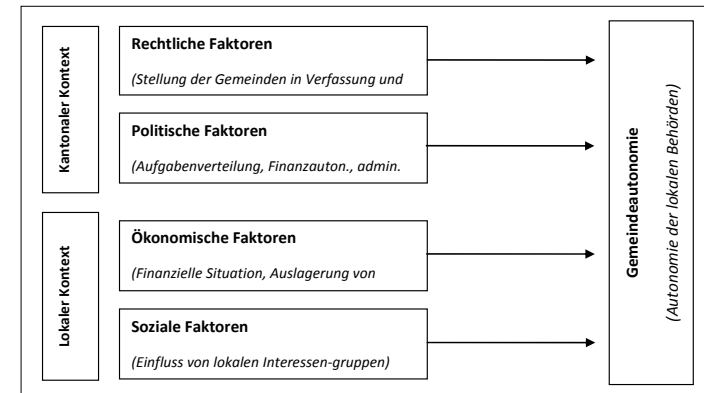 Kantonaler Kontext
Rechtliche Faktoren
(Stellung der Gemeinden in Verfassung und
Politische Faktoren
(Aufgabenverteilung, Finanzauton., admin.
Lokaler Kontext
Ökonomische Faktoren
(Finanzielle Situation, Auslagerung von
Soziale Faktoren
(Einfluss von lokalen Interessen-gruppen)
Gemeindeautonomie
(Autonomie der lokalen Behörden)